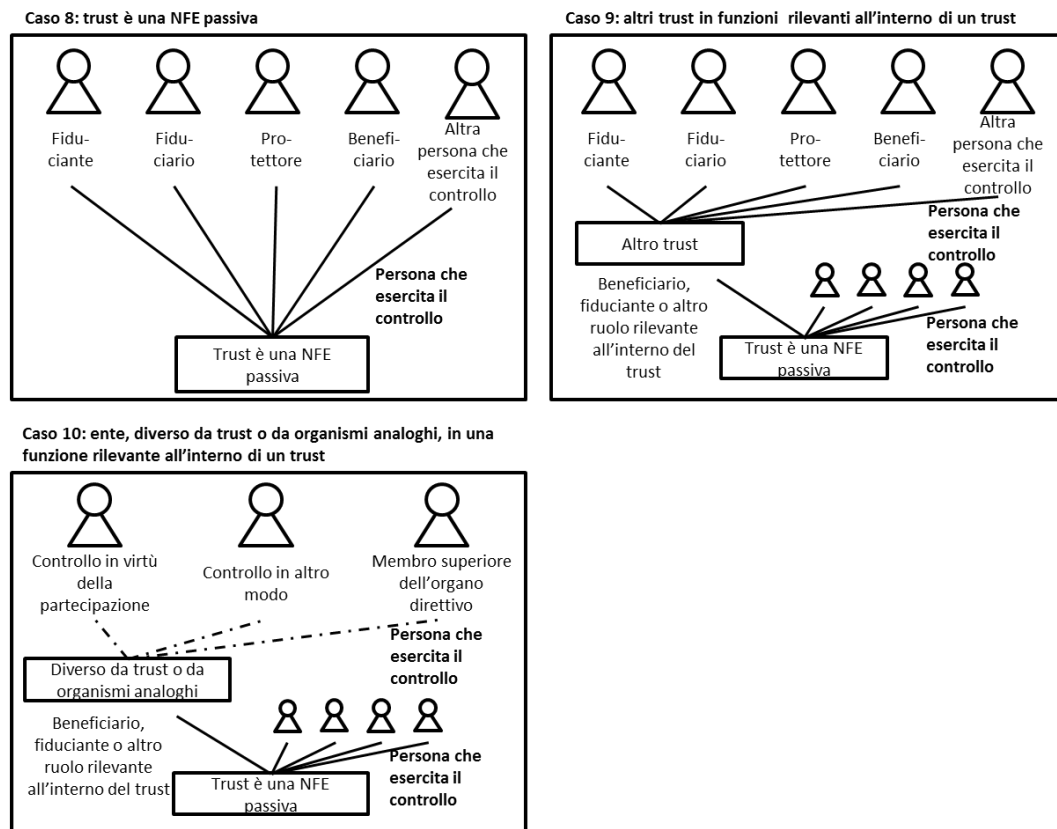 Caso 8: trust è una NFE passiva
Fidu-
ciante
Fidu-
ciario
Pro-
tettore
Benefi-
ciario
Altra
persona che
esercita il
controllo
Persona che
esercita il
controllo
Trust è una NFE
passiva
Caso 9: altri trust in funzioni rilevanti all'interno di un trust
Fidu-
ciante
Fidu-
ciario
Pro-
tettore
Benefi-
ciario
Altra
persona che
esercita il
controllo
Persona che
esercita il
controllo
Altro trust
Beneficiario,
fiduciante o altro
ruolo rilevante
all'interno del
trust
Persona che
esercita il
controllo
Trust è una NFE
passiva
Caso 10: ente, diverso da trust o da organismi analoghi, in una
funzione rilevante all'interno di un trust
Controllo in virtù
della
partecipazione
Controllo in altro
modo
Membro superiore
dell'organo
direttivo
Persona che
esercita il
controllo
Diverso da trust o da
organismi analoghi
Beneficiario,
fiduciante o altro
ruolo rilevante
all'interno del trust
Persona che
esercita il
controllo
Trust è una NFE
passiva